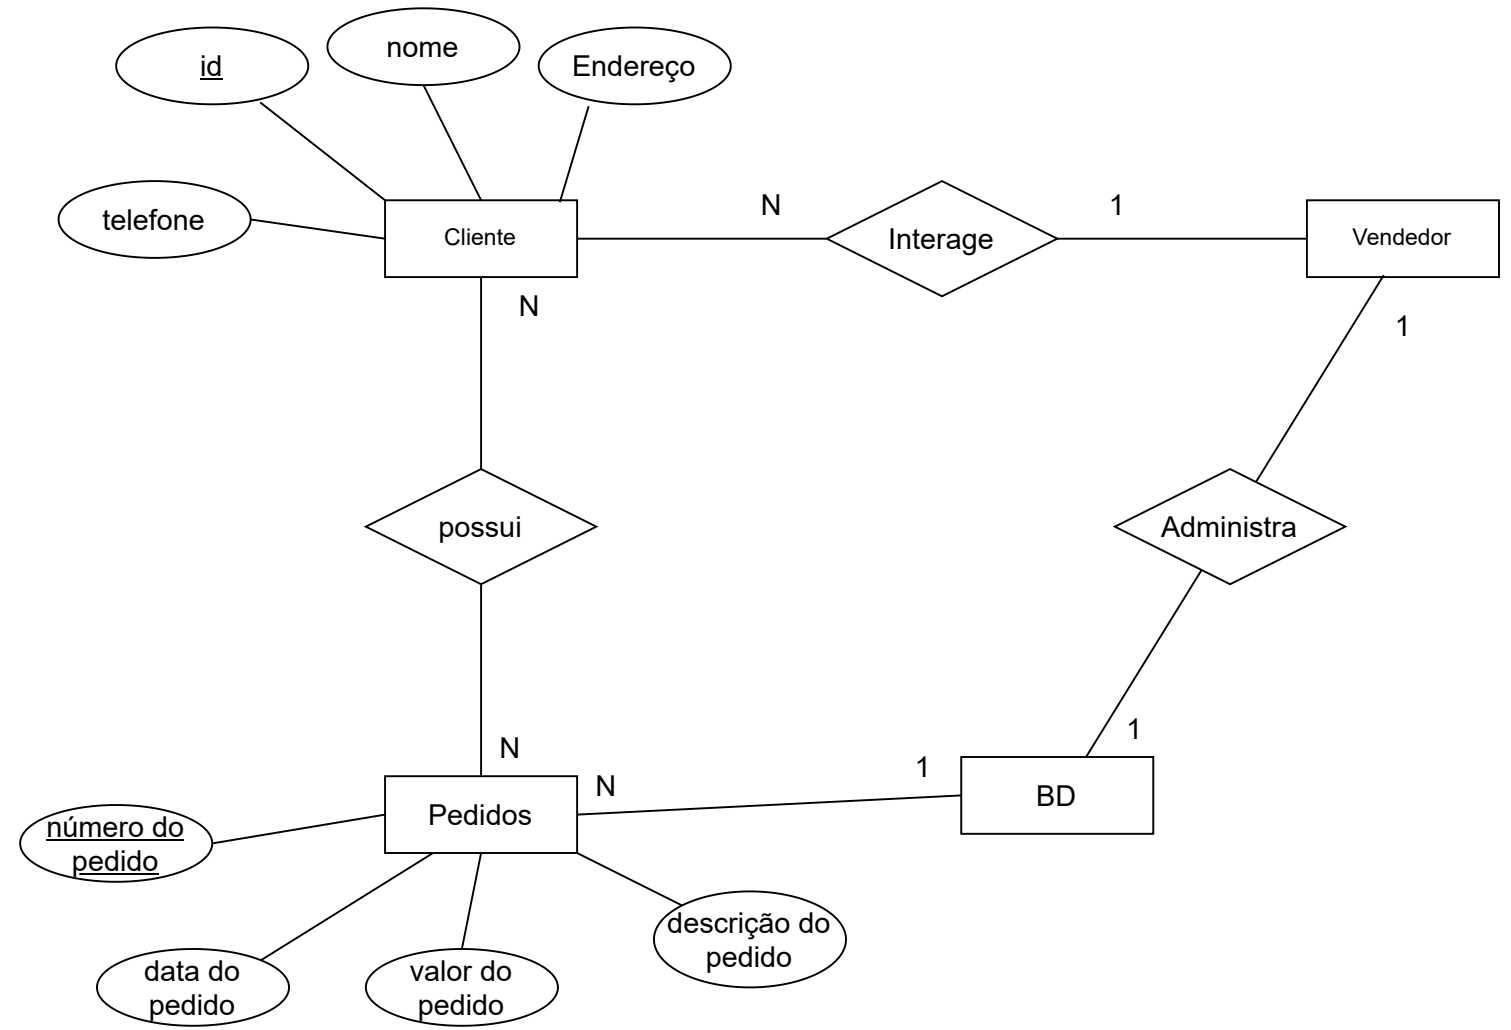 nome
id
Endereço
telefone
Cliente
N
Interage
1
Vendedor
N
1
possui
Administra
N
1
N
1
BD
Pedidos
número do
pedido
descrição do
pedido
data do
pedido
valor do
pedido